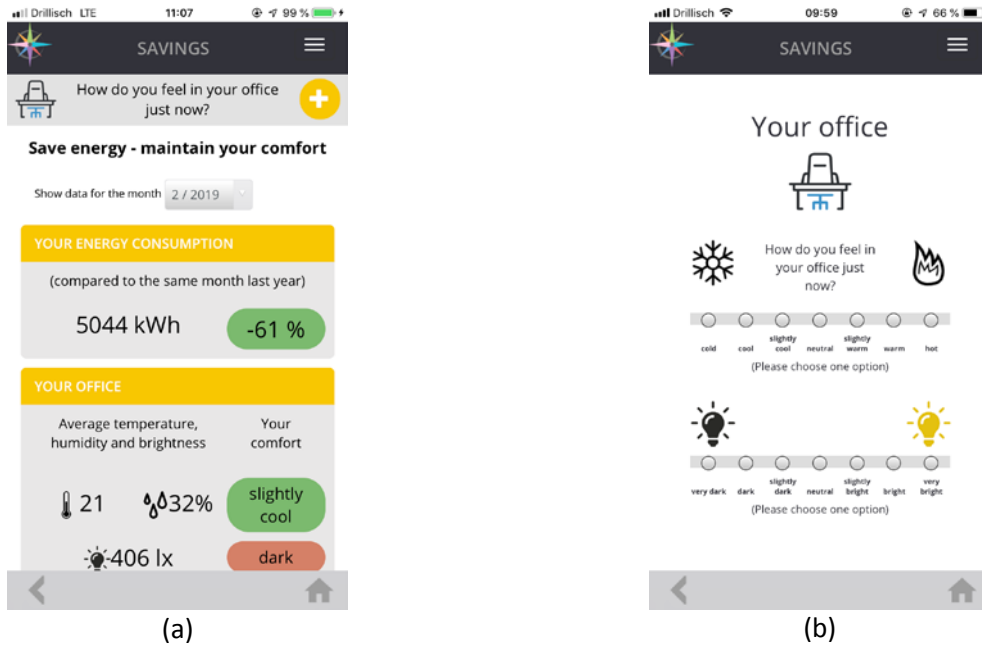 Drillisch LTE 11:07 99 %
SAVINGS
How do you feel in your office
just now?
Save energy - maintain your comfort
Show data for the month 2 / 2019
YOUR ENERGY CONSUMPTION
(compared to the same month last year)
5044 kWh -61 %
YOUR OFFICE
Average temperature,
humidity and brightness
Your
comfort
21 32%
slightly
cool
406 lx dark
(a)
Drillisch 09:59 66 %
SAVINGS
Your office
How do you feel in
your office just
now?
cold cool slightly cool neutral slightly warm warm hot
(Please choose one option)
very dark dark slightly dark neutral slightly bright bright very bright
(Please choose one option)
(b)